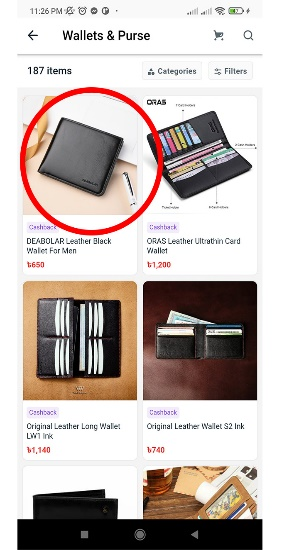 11:26 PM
Wallets & Purse
187 items
Categories
Filters
ORAS
Cashback
DEABOLAR Leather Black
Wallet For Men
৳650
Cashback
ORAS Leather Ultrathin Card
Wallet
৳1,200
Cashback
Original Leather Long Wallet
LW1 Ink
৳1,140
Cashback
Original Leather Wallet S2 Ink
৳740